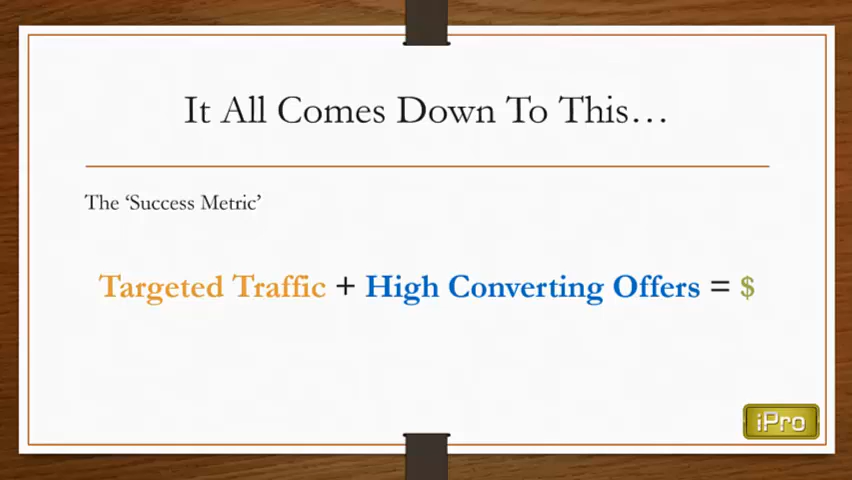 It All Comes Down To This…
The ‘Success Metric’
Targeted Traffic + High Converting Offers = $
iPro